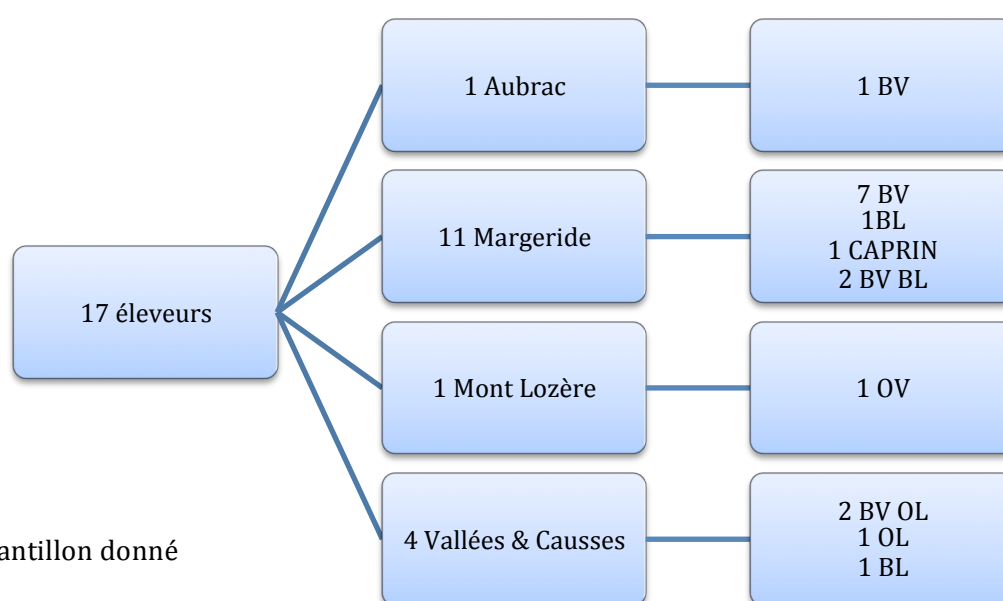 17 éleveurs
1 Aubrac
1 BV
11 Margeride
7 BV
1BL
1 CAPRIN
2 BV BL
1 Mont Lozère
1 OV
4 Vallées & Causses
2 BV OL
1 OL
1 BL
antillon donné